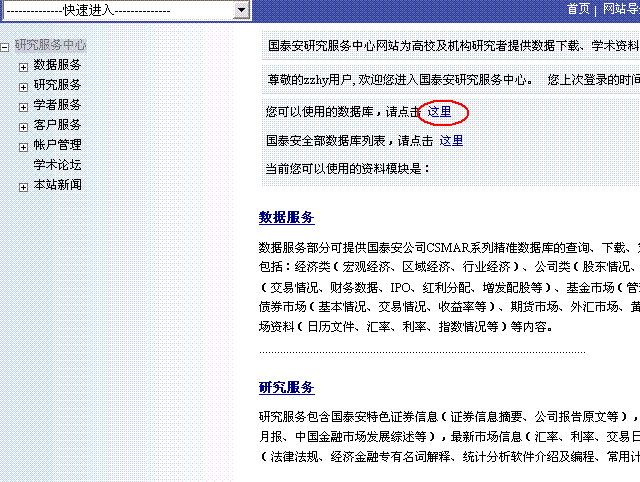 --------------快速进入--------------
首页 | 网站导
研究服务中心
数据服务
研究服务
学者服务
客户服务
帐户管理
学术论坛
本站新闻
国泰安研究服务中心网站为高校及机构研究者提供数据下载、学术资料
尊敬的zzhy用户, 欢迎您进入国泰安研究服务中心。 您上次登录的时间
您可以使用的数据库，请点击 这里
国泰安全部数据库列表，请点击 这里
当前您可以使用的资料模块是：
数据服务
数据服务部分可提供国泰安公司CSMAR系列精准数据库的查询、下载、
包括：经济类（宏观经济、区域经济、行业经济）、公司类（股东情况、
（交易情况、财务数据、IPO、红利分配、增发配股等）、基金市场（管
债券市场（基本情况、交易情况、收益率等）、期货市场、外汇市场、黄
场资料（日历文件、汇率、利率、指数情况等）等内容。
研究服务
研究服务包含国泰安特色证券信息（证券信息摘要、公司报告原文等），
月报、中国金融市场发展综述等），最新市场信息（汇率、利率、交易日
（法律法规、经济金融专有名词解释、统计分析软件介绍及编程、常用计